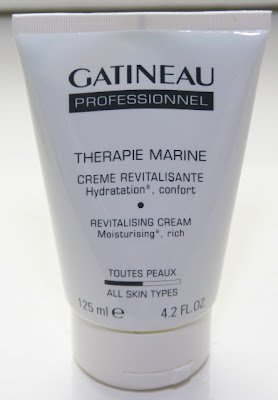 GATINEAU
PROFESSIONNEL
THERAPIE MARINE
CREME REVITALISANTE
Hydratation°, confort
REVITALISING CREAM
Moisturising°, rich
TOUTES PEAUX
ALL SKIN TYPES
125 ml ℮ 4.2 FL.OZ